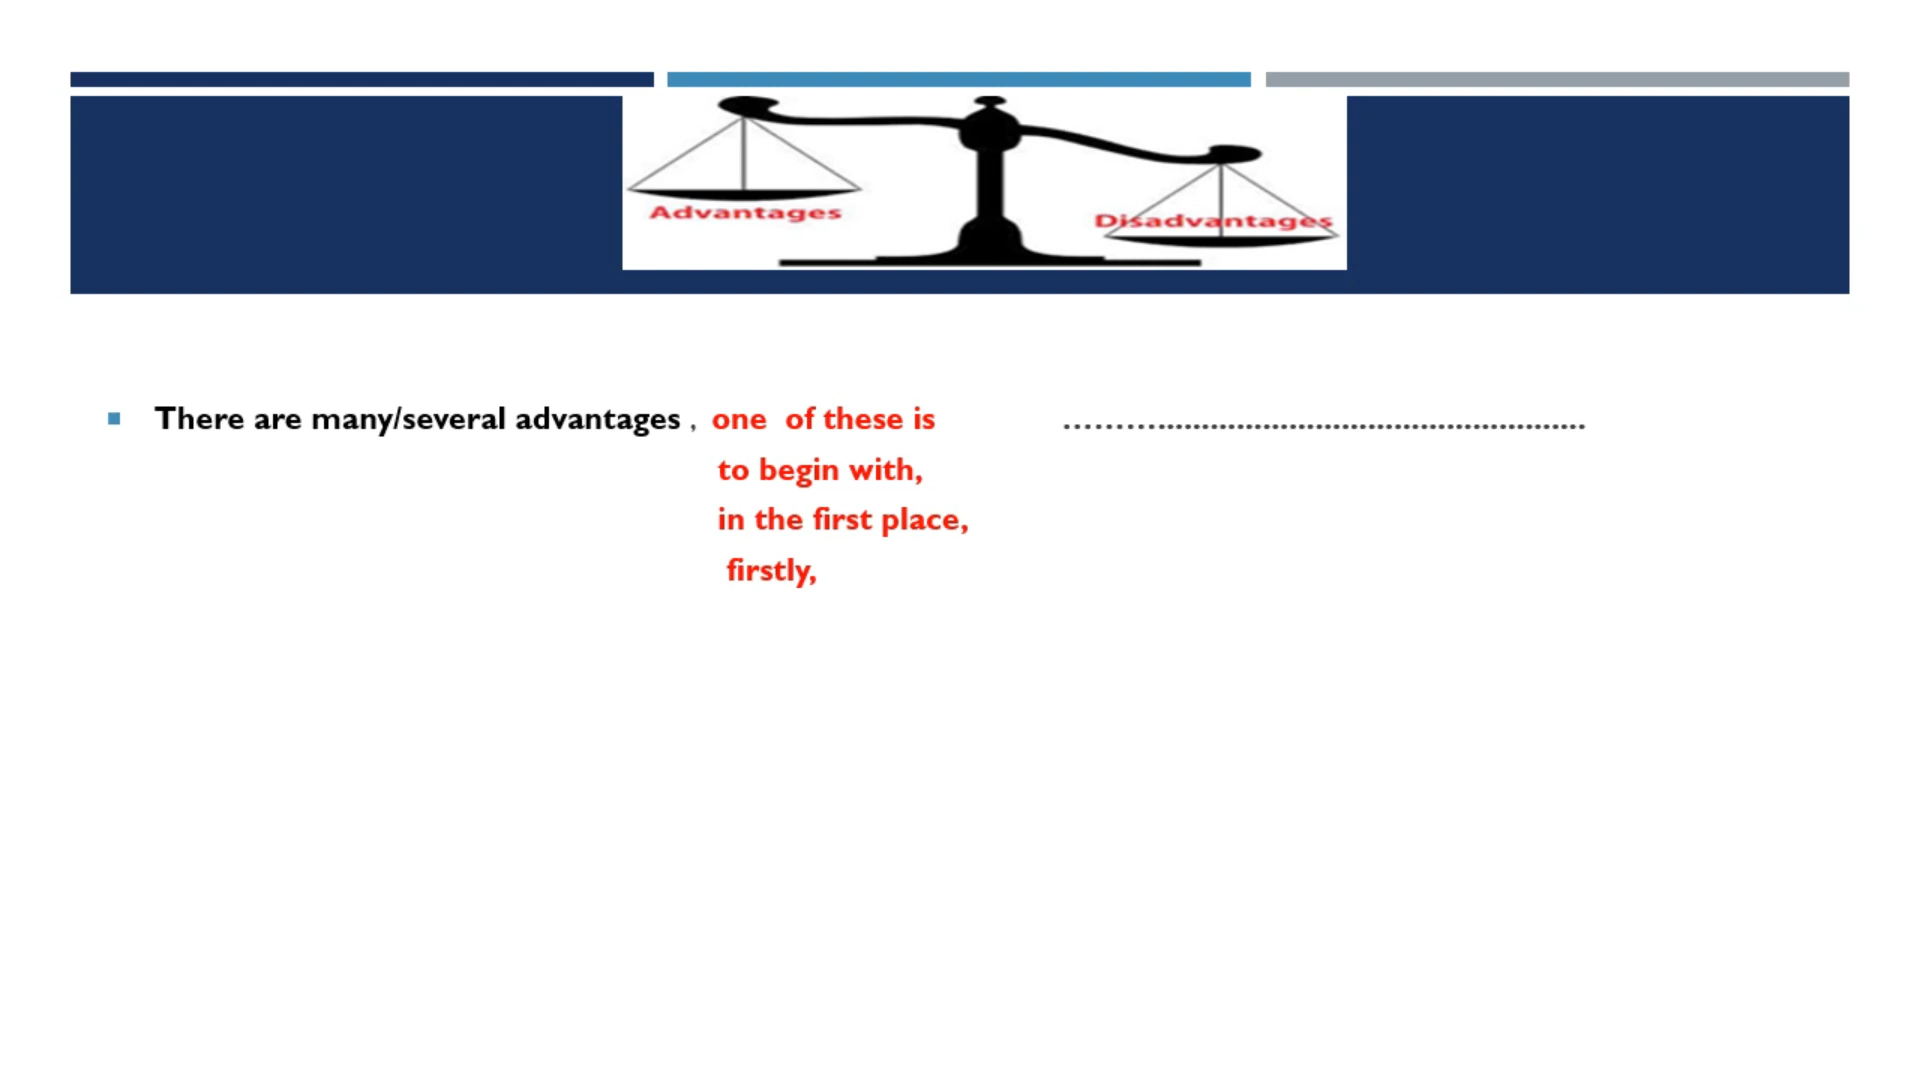 Advantages
Disadvantages
There are many/several advantages , one of these is ..........................................................
to begin with,
in the first place,
firstly,